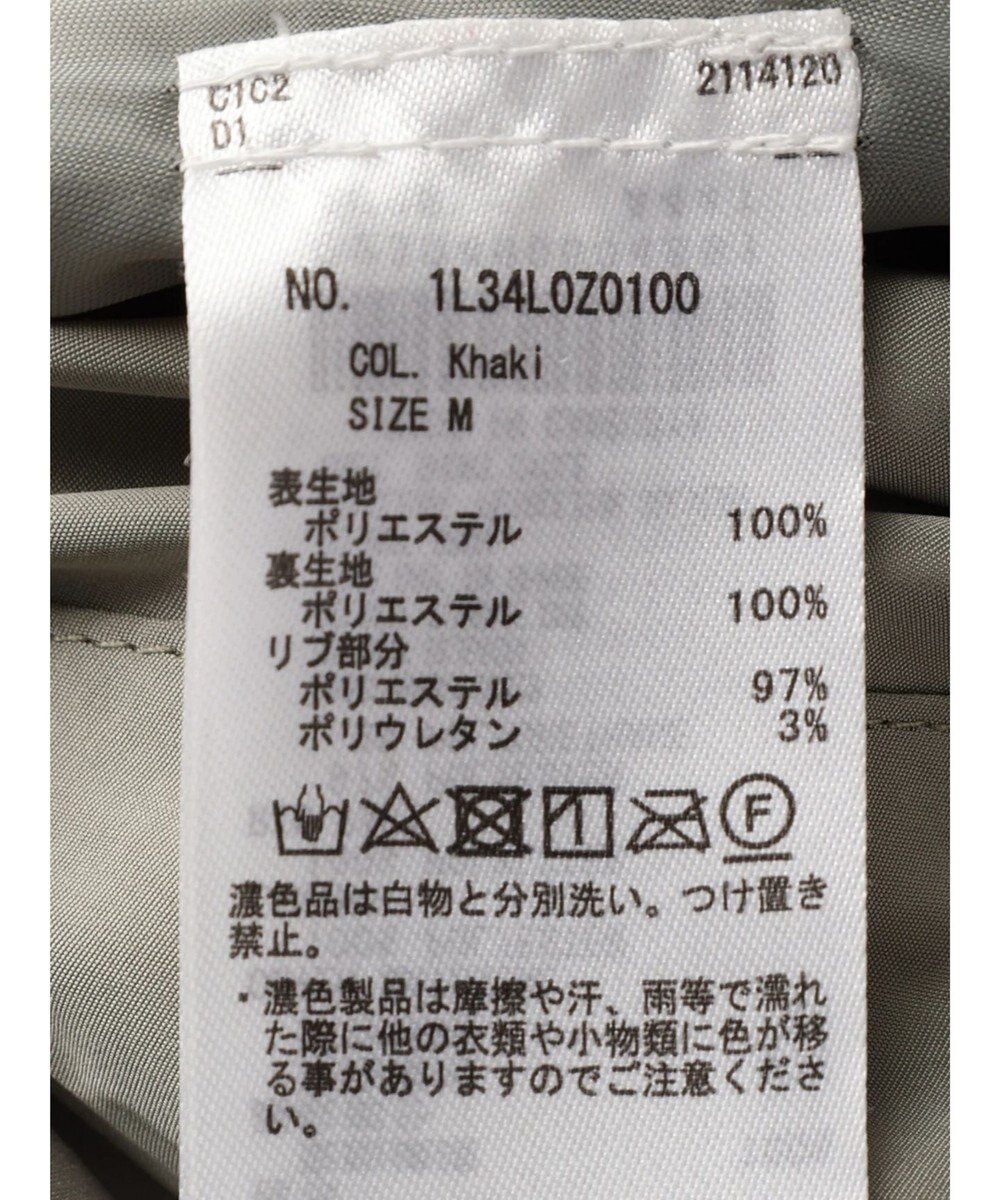 C1C2 2114120
D1
NO. 1L34L0Z0100
COL. Khaki
SIZE M
表生地
ポリエステル 100%
裏生地
ポリエステル 100%
リブ部分
ポリエステル 97%
ポリウレタン 3%
F
濃色品は白物と分別洗い。つけ置き
禁止。
・濃色製品は摩擦や汗、雨等で濡れ
た際に他の衣類や小物類に色が移
る事がありますのでご注意くださ
い。